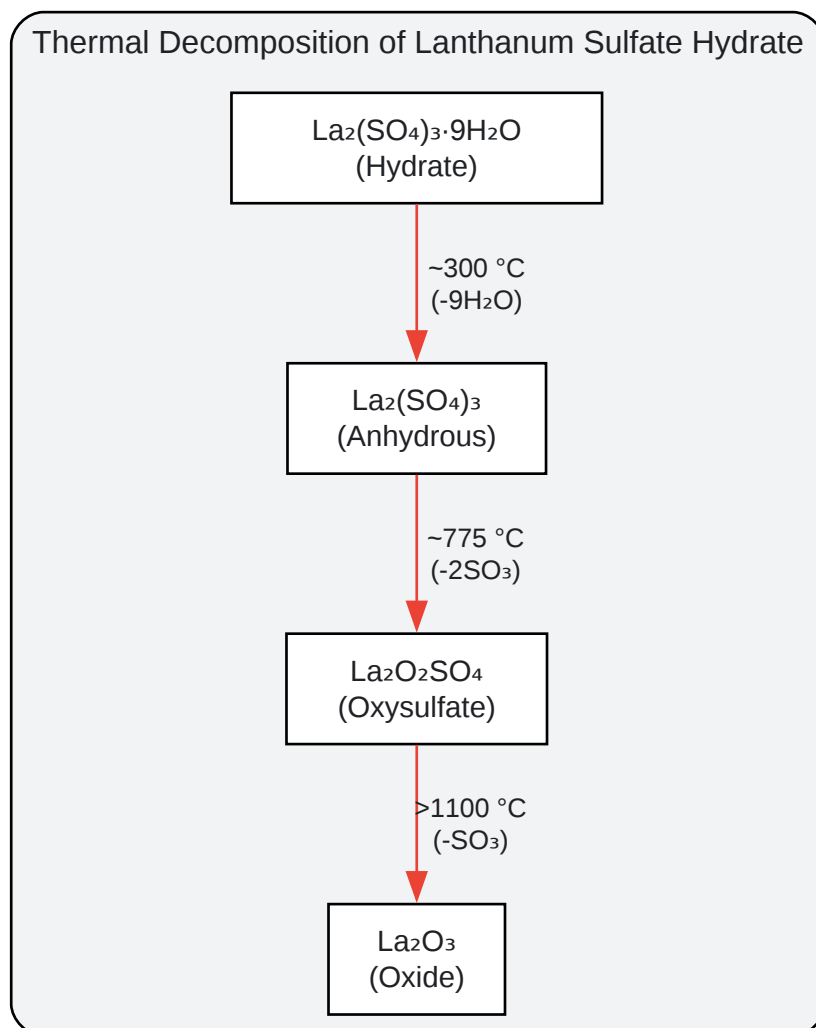 Thermal Decomposition of Lanthanum Sulfate Hydrate
La₂(SO₄)₃·9H₂O
(Hydrate)
~300 °C
(-9H₂O)
La₂(SO₄)₃
(Anhydrous)
~775 °C
(-2SO₃)
La₂O₂SO₄
(Oxysulfate)
>1100 °C
(-SO₃)
La₂O₃
(Oxide)